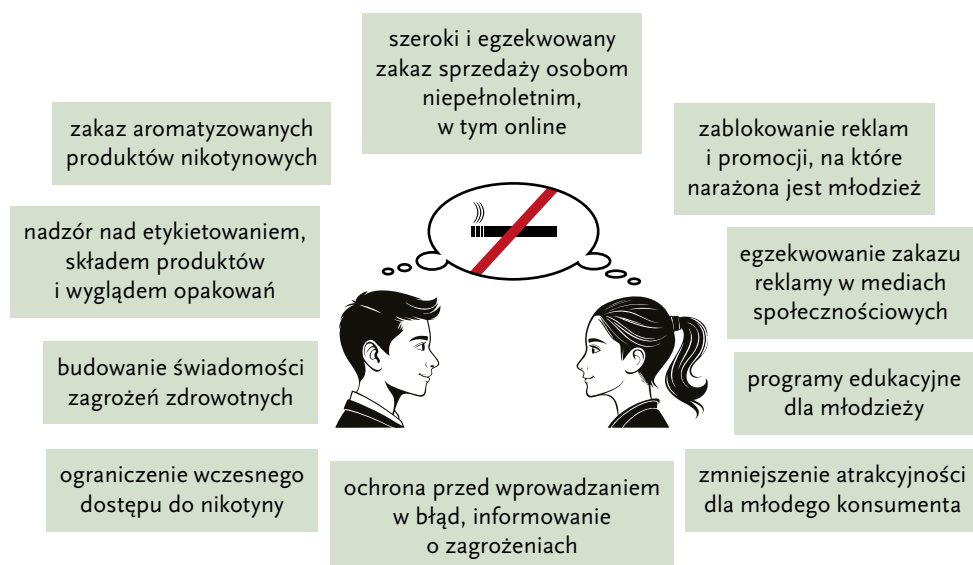 szeroki i egzekwowany
zakaz sprzedaży osobom
niepełnoletnim,
w tym online
zakaz aromatyzowanych
produktów nikotynowych
zablokowanie reklam
i promocji, na które
narażona jest młodzież
nadzór nad etykietowaniem,
składem produktów
i wyglądem opakowań
egzekwowanie zakazu
reklamy w mediach
społecznościowych
budowanie świadomości
zagrożeń zdrowotnych
programy edukacyjne
dla młodzieży
ograniczenie wczesnego
dostępu do nikotyny
ochrona przed wprowadzaniem
w błąd, informowanie
o zagrożeniach
zmniejszenie atrakcyjności
dla młodego konsumenta